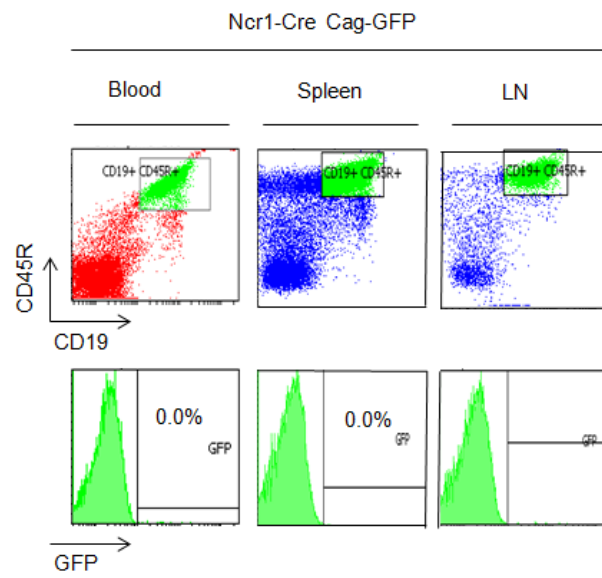 Ncr1-Cre Cag-GFP
Blood
Spleen
LN
CD19+ CD45R+
CD19+ CD45R+
CD19+ CD45R+
CD45R
CD19
0.0%
GFP
0.0%
GFP
GFP
GFP